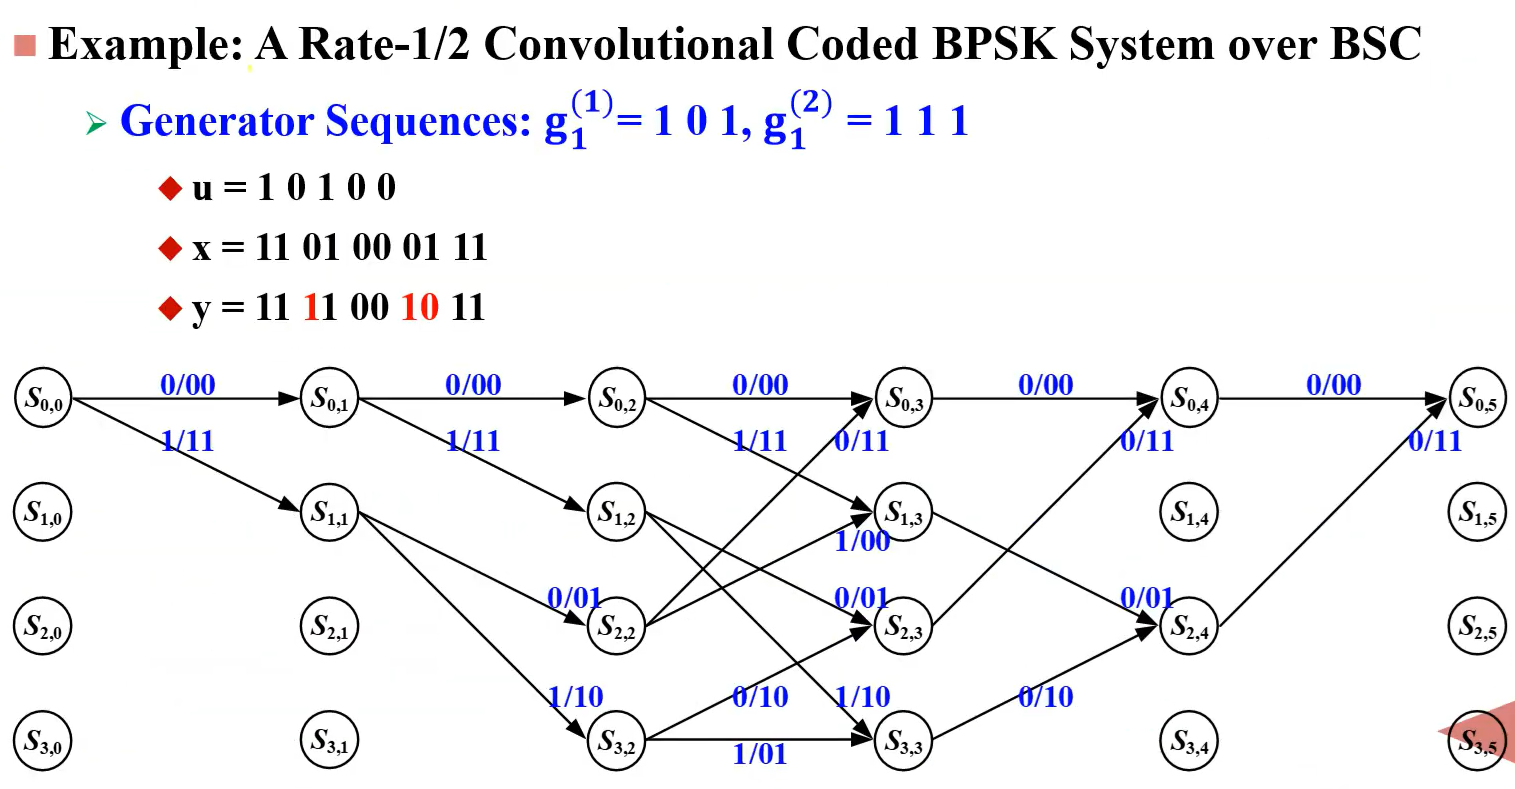 Example: A Rate-1/2 Convolutional Coded BPSK System over BSC
Generator Sequences: g₁⁽¹⁾= 1 0 1, g₁⁽²⁾ = 1 1 1
u = 1 0 1 0 0
x = 11 01 00 01 11
y = 11 11 00 10 11
0/00 0/00 0/00 0/00 0/00
S₀,₀ S₀,₁ S₀,₂ S₀,₃ S₀,₄ S₀,₅
1/11 1/11 1/11 0/11 0/11 0/11
S₁,₀ S₁,₁ S₁,₂ S₁,₃ S₁,₄ S₁,₅
1/00
0/01 0/01 0/01
S₂,₀ S₂,₁ S₂,₂ S₂,₃ S₂,₄ S₂,₅
1/10 0/10 1/10 0/10
S₃,₀ S₃,₁ S₃,₂ S₃,₃ S₃,₄ S₃,₅
1/01